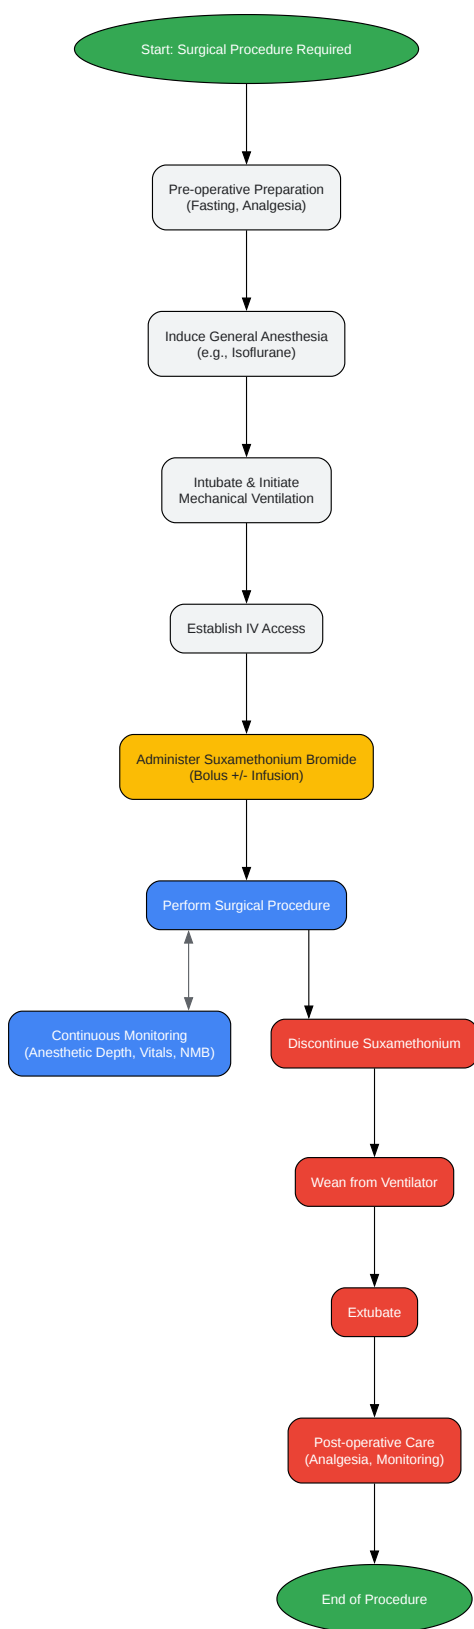 Start: Surgical Procedure Required
Pre-operative Preparation
(Fasting, Analgesia)
Induce General Anesthesia
(e.g., Isoflurane)
Intubate & Initiate
Mechanical Ventilation
Establish IV Access
Administer Suxamethonium Bromide
(Bolus +/- Infusion)
Perform Surgical Procedure
Continuous Monitoring
(Anesthetic Depth, Vitals, NMB)
Discontinue Suxamethonium
Wean from Ventilator
Extubate
Post-operative Care
(Analgesia, Monitoring)
End of Procedure